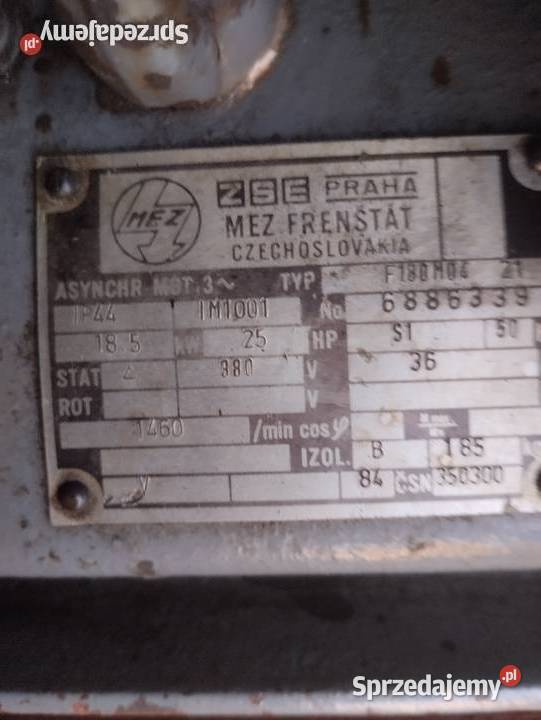 Sprzedajemy.pl
MEZ
ZSE PRAHA
MEZ FRENŠTÁT
CZECHOSLOVAKIA
ASYNCHR MOT. 3~ TYP F180M04 21
IP44 IM1001 No 6886339
18.5 kW 25 HP S1 50
STAT 380 V 36
ROT V
1460 /min cos φ
IZOL. B 185
84 ČSN 350300
Sprzedajemy.pl